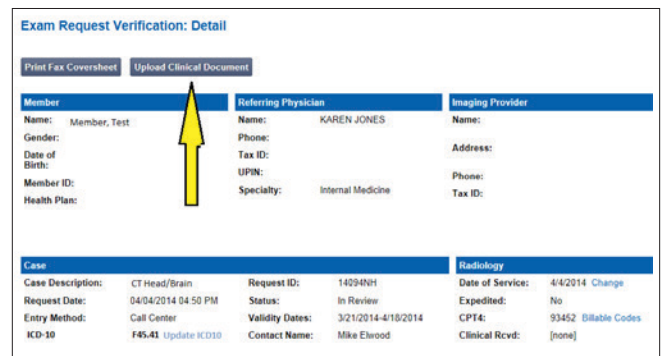 Exam Request Verification: Detail
Print Fax Coversheet Upload Clinical Document
Member Referring Physician Imaging Provider
Name: Member, Test Name: KAREN JONES Name:
Gender: Phone:
Date of Birth: Tax ID: Address:
Member ID: UPIN: Phone:
Health Plan: Specialty: Internal Medicine Tax ID:
Case Radiology
Case Description: CT Head/Brain Request ID: 14094NH Date of Service: 4/4/2014 Change
Request Date: 04/04/2014 04:50 PM Status: In Review Expedited: No
Entry Method: Call Center Validity Dates: 3/21/2014-4/18/2014 CPT4: 93452 Billable Codes
ICD-10 F45.41 Update ICD10 Contact Name: Mike Elwood Clinical Rcvd: [none]